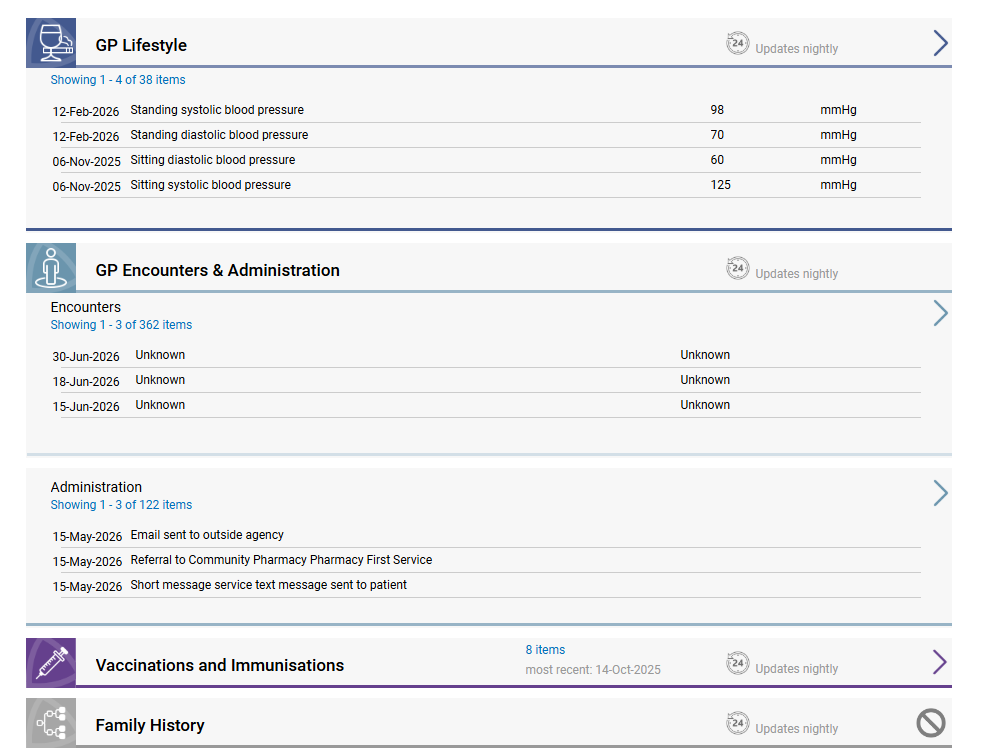 GP Lifestyle
24 Updates nightly
Showing 1 - 4 of 38 items
12-Feb-2026 Standing systolic blood pressure 98 mmHg
12-Feb-2026 Standing diastolic blood pressure 70 mmHg
06-Nov-2025 Sitting diastolic blood pressure 60 mmHg
06-Nov-2025 Sitting systolic blood pressure 125 mmHg
GP Encounters & Administration
24 Updates nightly
Encounters
Showing 1 - 3 of 362 items
30-Jun-2026 Unknown Unknown
18-Jun-2026 Unknown Unknown
15-Jun-2026 Unknown Unknown
Administration
Showing 1 - 3 of 122 items
15-May-2026 Email sent to outside agency
15-May-2026 Referral to Community Pharmacy Pharmacy First Service
15-May-2026 Short message service text message sent to patient
Vaccinations and Immunisations
8 items
most recent: 14-Oct-2025
24 Updates nightly
Family History
24 Updates nightly